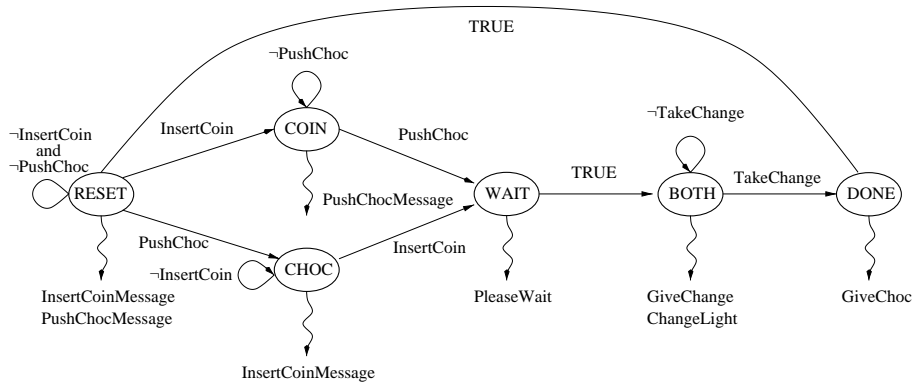 TRUE
¬PushChoc
¬InsertCoin
and
¬PushChoc
InsertCoin
COIN
PushChoc
¬TakeChange
RESET
PushChocMessage
WAIT
TRUE
BOTH
TakeChange
DONE
PushChoc
¬InsertCoin
CHOC
InsertCoin
InsertCoinMessage
PushChocMessage
PleaseWait
GiveChange
ChangeLight
GiveChoc
InsertCoinMessage